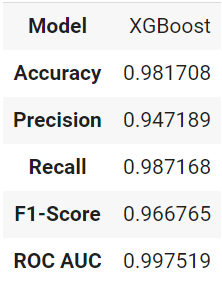 Model XGBoost
Accuracy 0.981708
Precision 0.947189
Recall 0.987168
F1-Score 0.966765
ROC AUC 0.997519